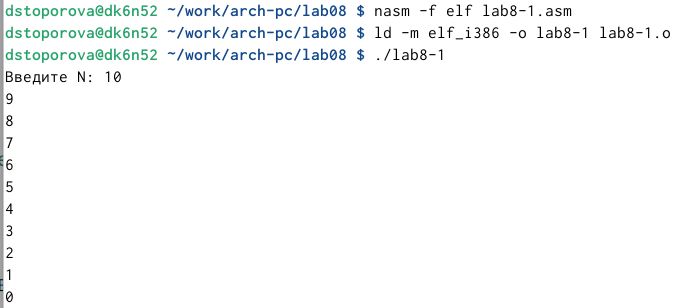 dstoporova@dk6n52 ~/work/arch-pc/lab08 $ nasm -f elf lab8-1.asm
dstoporova@dk6n52 ~/work/arch-pc/lab08 $ ld -m elf_i386 -o lab8-1 lab8-1.o
dstoporova@dk6n52 ~/work/arch-pc/lab08 $ ./lab8-1
Введите N: 10
9
8
7
6
5
4
3
2
1
0